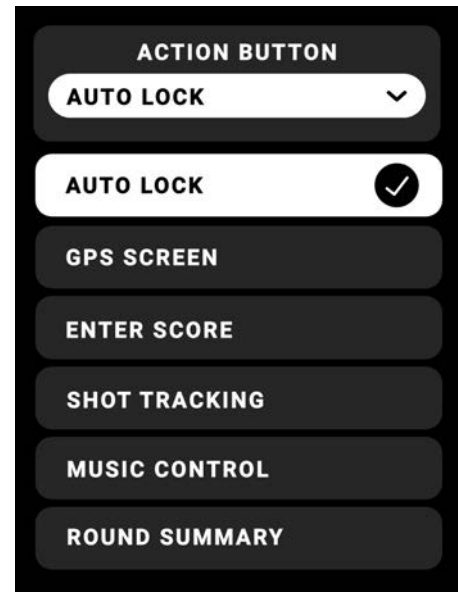 ACTION BUTTON
AUTO LOCK
AUTO LOCK
GPS SCREEN
ENTER SCORE
SHOT TRACKING
MUSIC CONTROL
ROUND SUMMARY